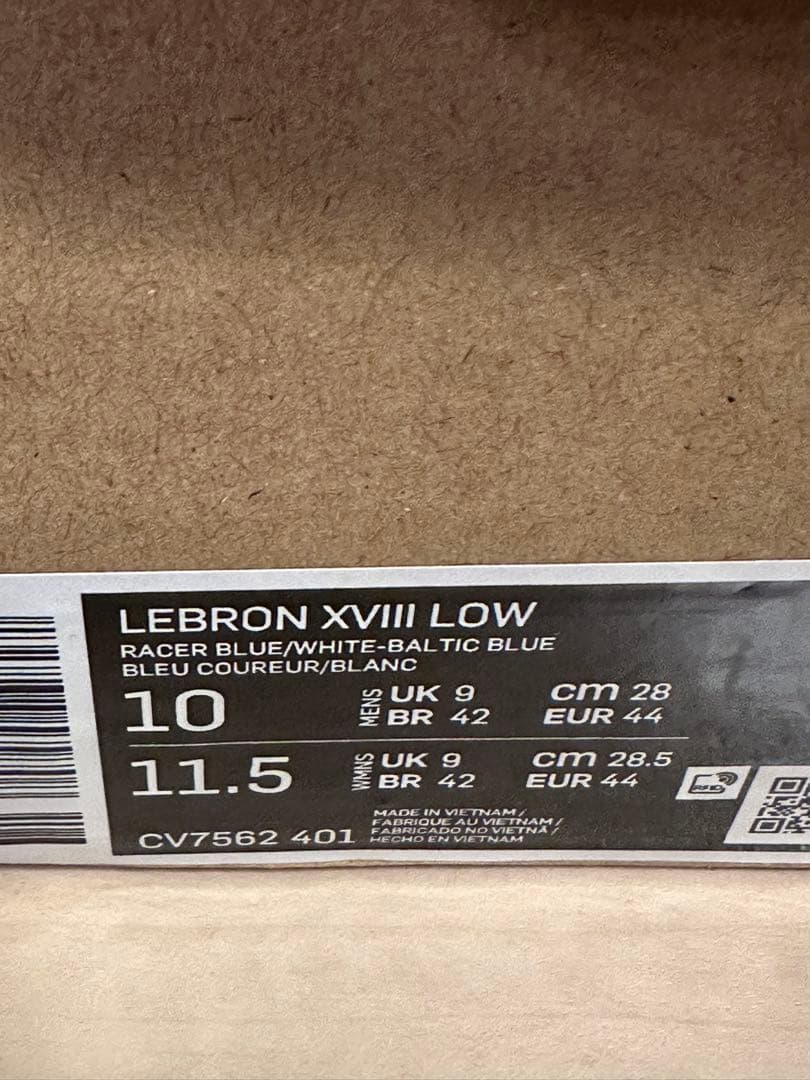 LEBRON XVIII LOW
RACER BLUE/WHITE-BALTIC BLUE
BLEU COUREUR/BLANC
10 MENS UK 9 cm 28
BR 42 EUR 44
11.5 WMNS UK 9 cm 28.5
BR 42 EUR 44
RFID
CV7562 401
MADE IN VIETNAM /
FABRIQUE AU VIETNAM /
FABRICADO NO VIETNÃ /
HECHO EN VIETNAM